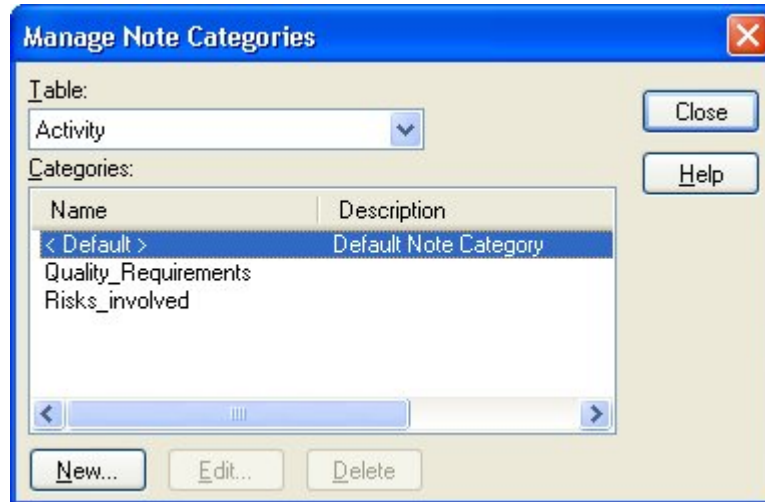 Manage Note Categories
Table:
Activity
Close
Categories:
Help
Name Description
< Default > Default Note Category
Quality_Requirements
Risks_involved
New... Edit... Delete